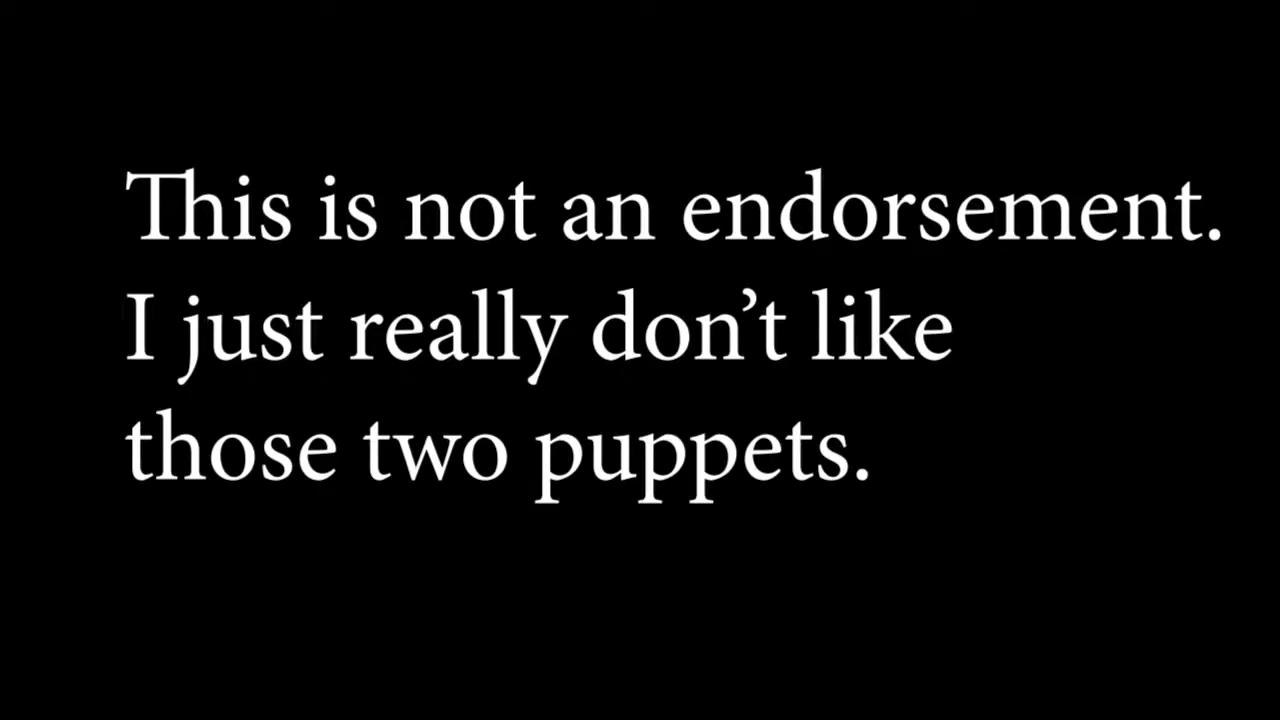 This is not an endorsement.
I just really don’t like
those two puppets.